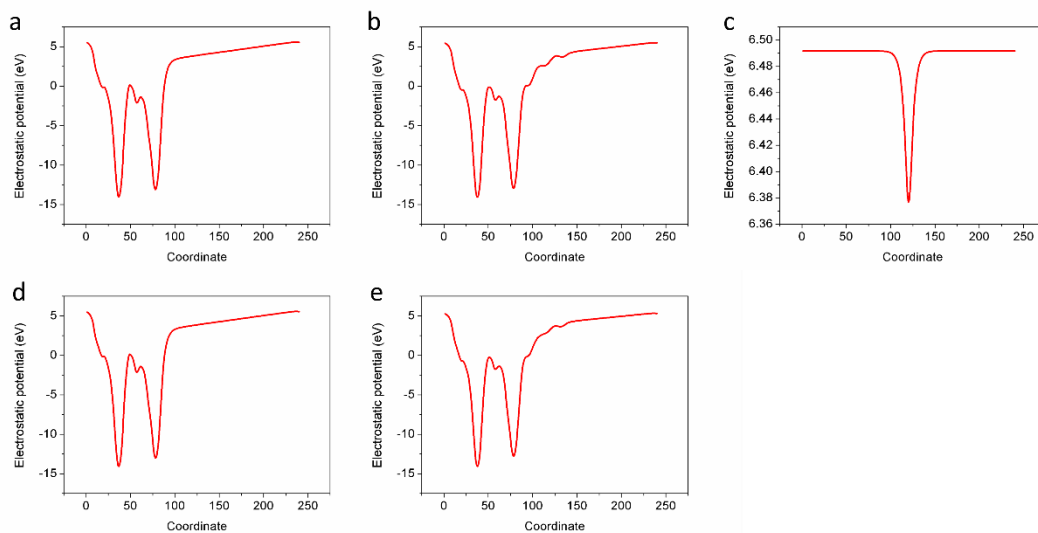 a
Electrostatic potential (eV)
5
0
-5
-10
-15
0 50 100 150 200 250
Coordinate
b
Electrostatic potential (eV)
5
0
-5
-10
-15
0 50 100 150 200 250
Coordinate
c
Electrostatic potential (eV)
6.50
6.48
6.46
6.44
6.42
6.40
6.38
6.36
0 50 100 150 200 250
Coordinate
d
Electrostatic potential (eV)
5
0
-5
-10
-15
0 50 100 150 200 250
Coordinate
e
Electrostatic potential (eV)
5
0
-5
-10
-15
0 50 100 150 200 250
Coordinate